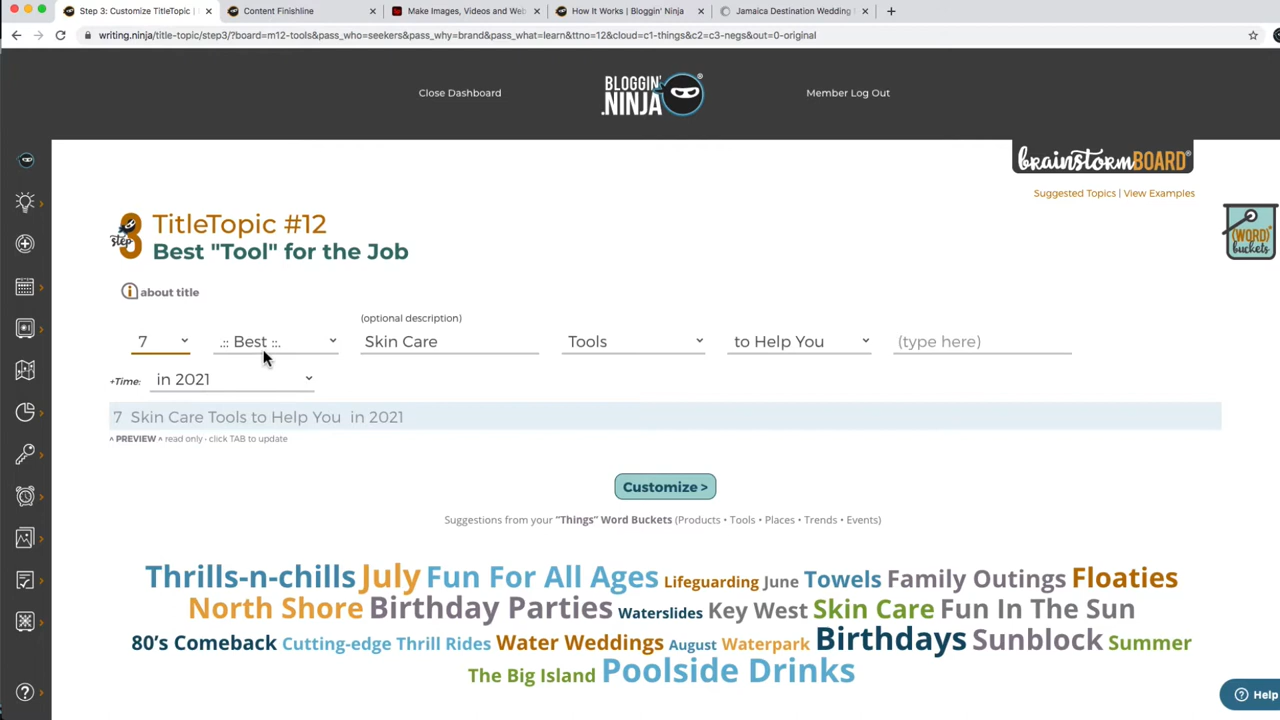 Step 3: Customize TitleTopic |
Content Finishline
Make Images, Videos and Web
How It Works | Bloggin' Ninja
Jamaica Destination Wedding
writing.ninja/title-topic/step3/?board=m12-tools&pass_who=seekers&pass_why=brand&pass_what=learn&ttno=12&cloud=c1-things&c2=c3-negs&out=0-original
Close Dashboard
BLOGGIN'
.NINJA
Member Log Out
brainstormBOARD
Suggested Topics | View Examples
(WORD)
buckets
step 3
TitleTopic #12
Best "Tool" for the Job
about title
(optional description)
7 .:: Best ::. Skin Care Tools to Help You (type here)
+Time: in 2021
7 Skin Care Tools to Help You in 2021
^ PREVIEW ^ read only · click TAB to update
Customize >
Suggestions from your "Things" Word Buckets (Products • Tools • Places • Trends • Events)
Thrills-n-chills July Fun For All Ages Lifeguarding June Towels Family Outings Floaties
North Shore Birthday Parties Waterslides Key West Skin Care Fun In The Sun
80's Comeback Cutting-edge Thrill Rides Water Weddings August Waterpark Birthdays Sunblock Summer
The Big Island Poolside Drinks
Help